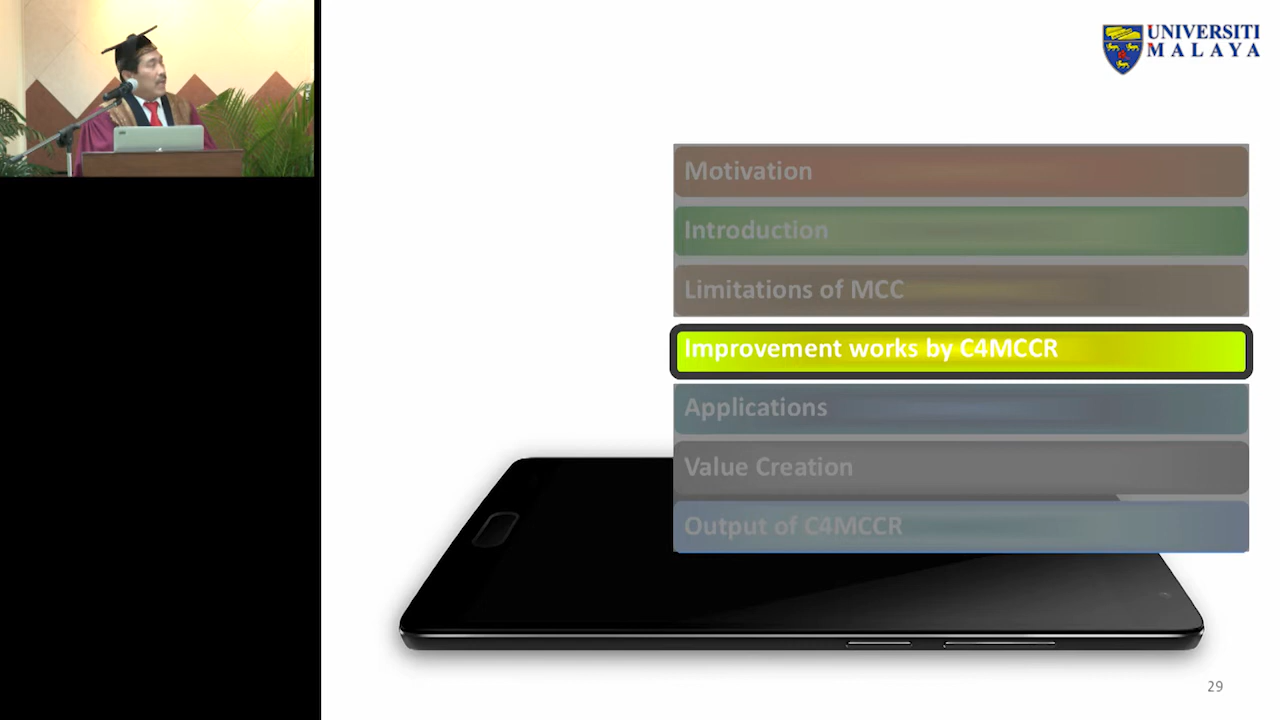 UNIVERSITI
MALAYA
Motivation
Introduction
Limitations of MCC
Improvement works by C4MCCR
Applications
Value Creation
Output of C4MCCR
29